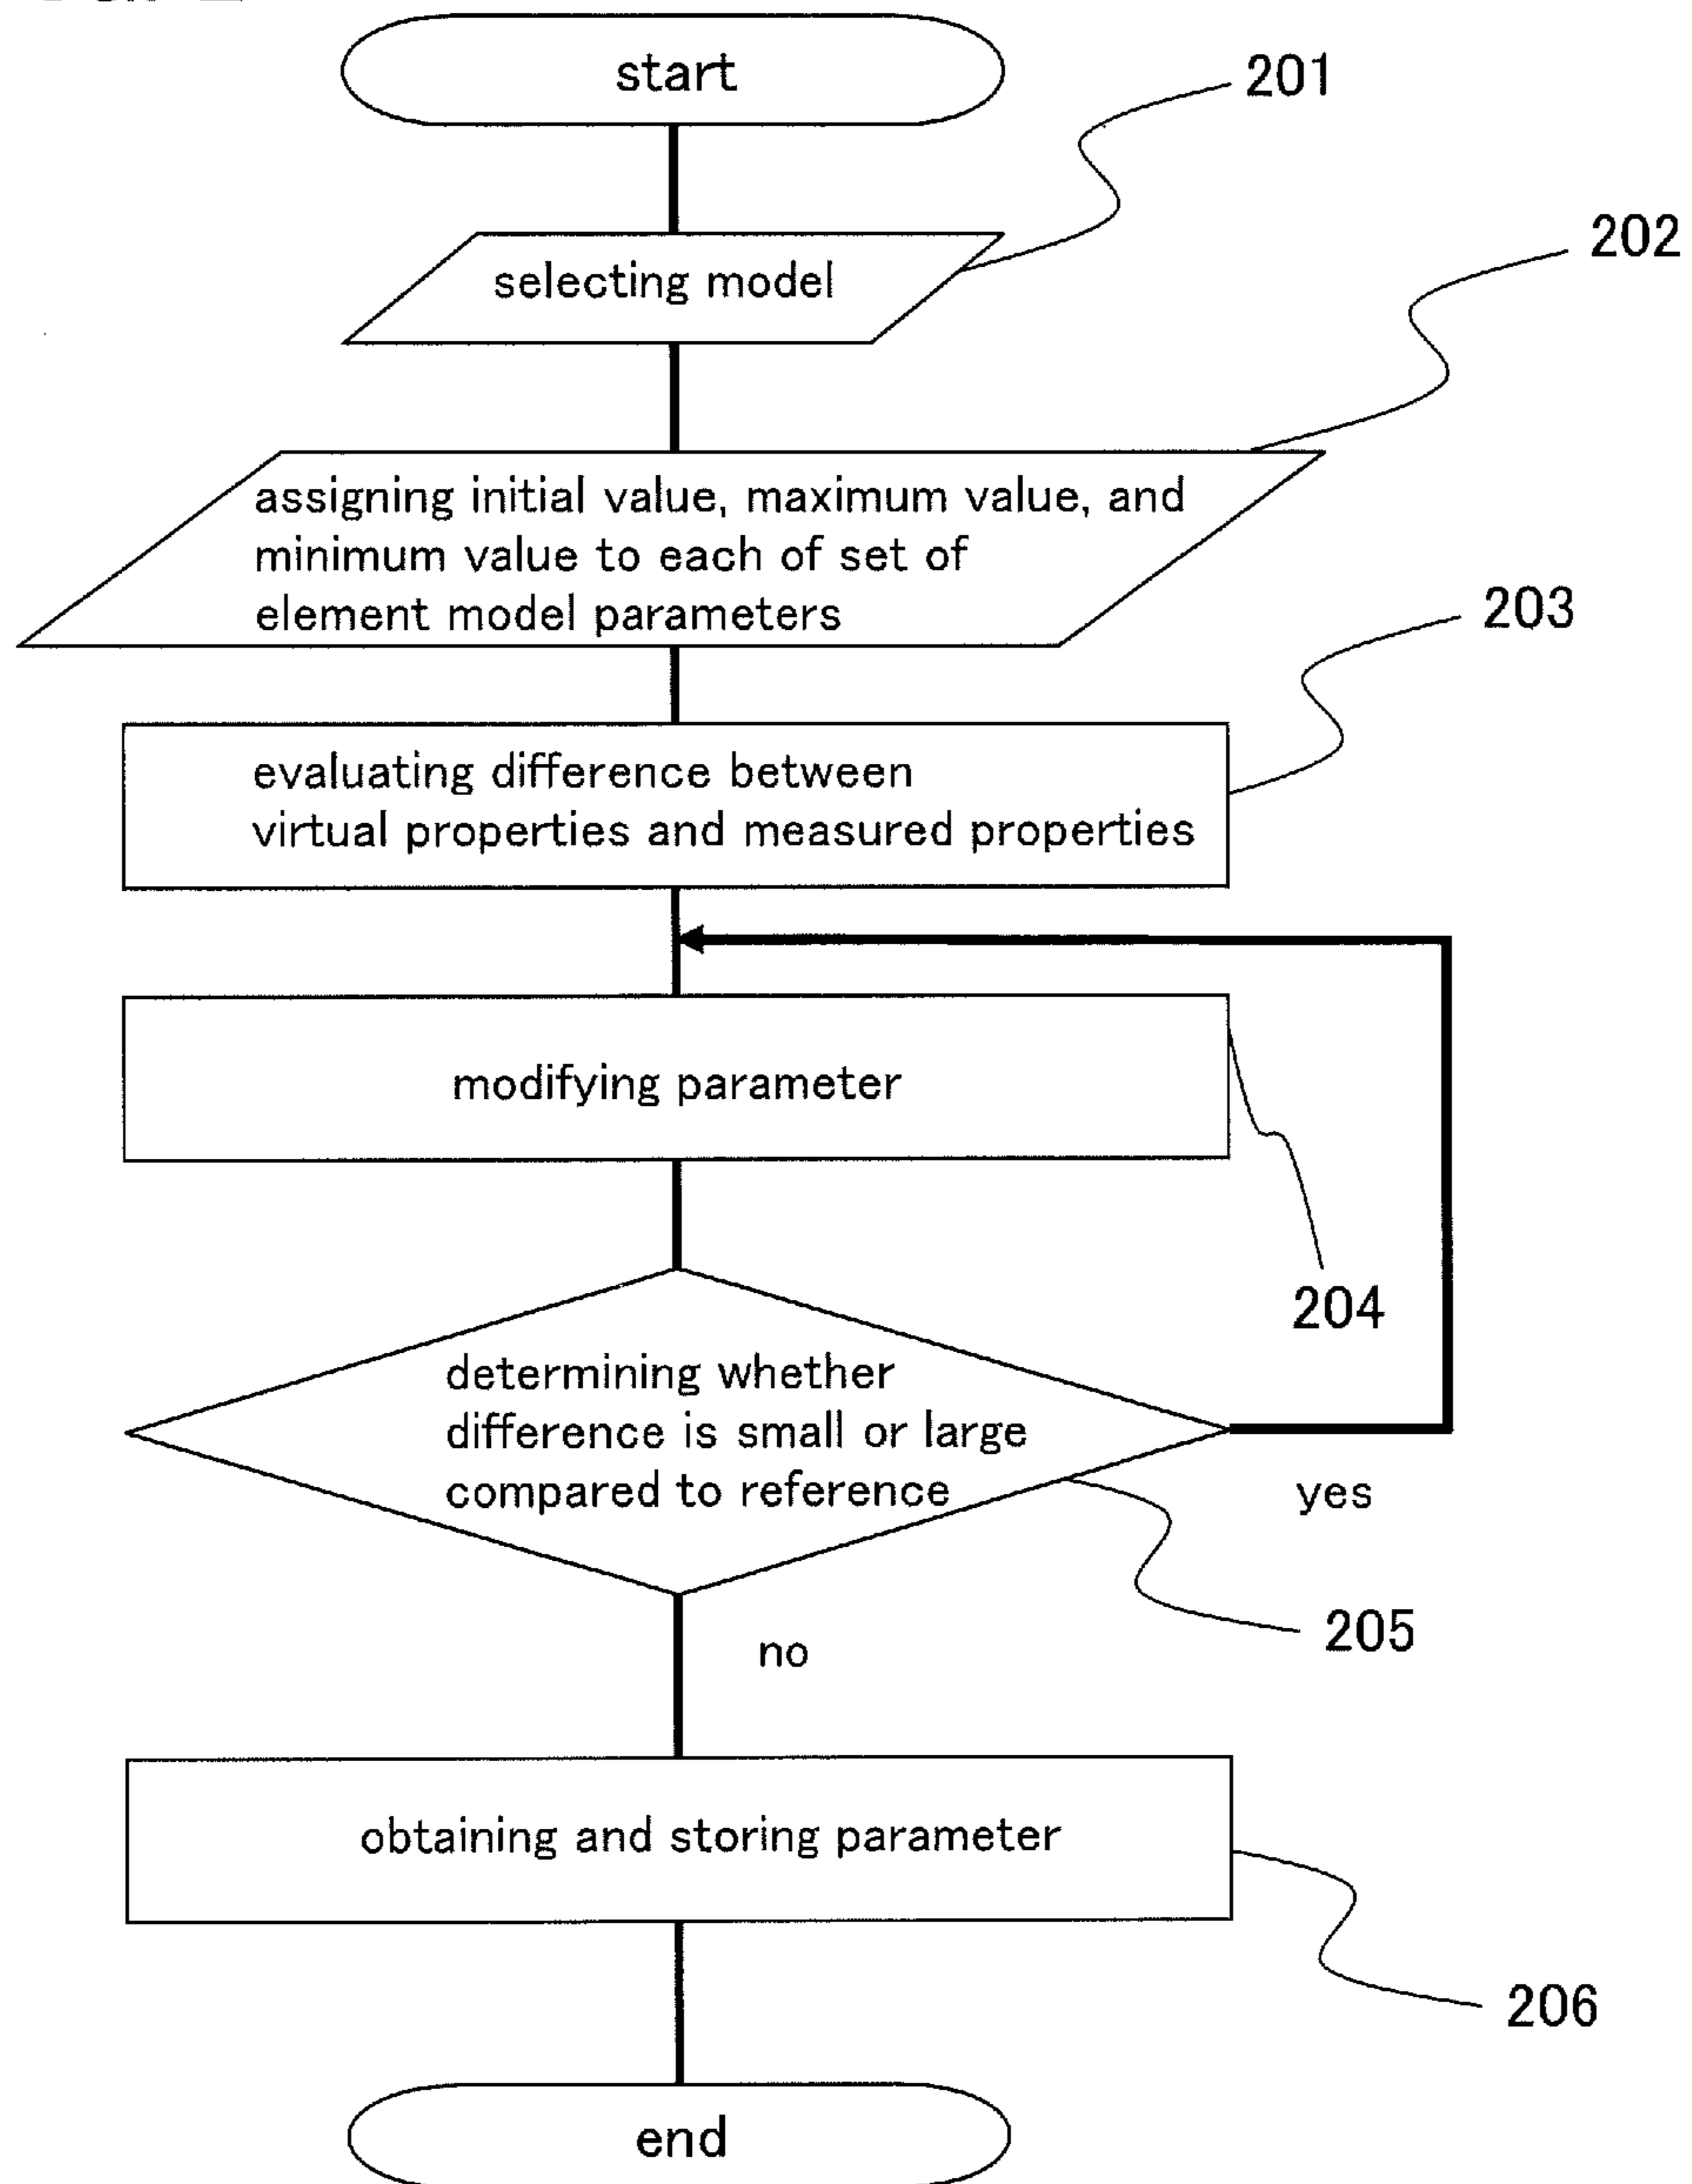 start
201
selecting model
202
assigning initial value, maximum value, and
minimum value to each of set of
element model parameters
203
evaluating difference between
virtual properties and measured properties
modifying parameter
204
determining whether
difference is small or large
compared to reference
yes
205
no
obtaining and storing parameter
206
end